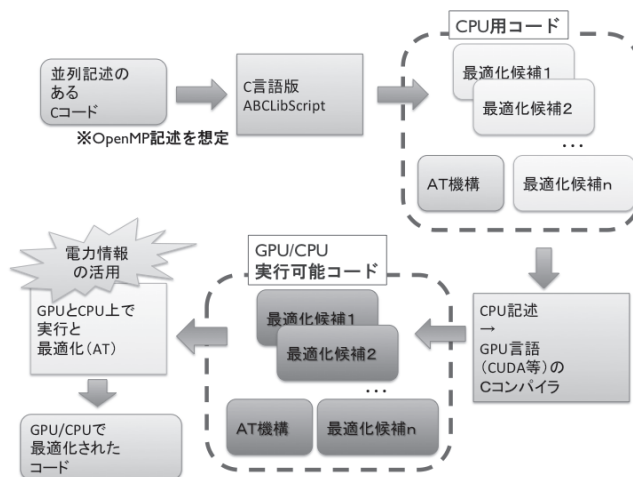 CPU用コード
並列記述の
ある
Cコード
※OpenMP記述を想定
C言語版
ABCLibScript
最適化候補1
最適化候補2
...
AT機構
最適化候補n
CPU記述
→
GPU言語
(CUDA等)の
Cコンパイラ
GPU/CPU
実行可能コード
最適化候補1
最適化候補2
...
AT機構
最適化候補n
電力情報
の活用
GPUとCPU上で
実行と
最適化(AT)
GPU/CPUで
最適化された
コード